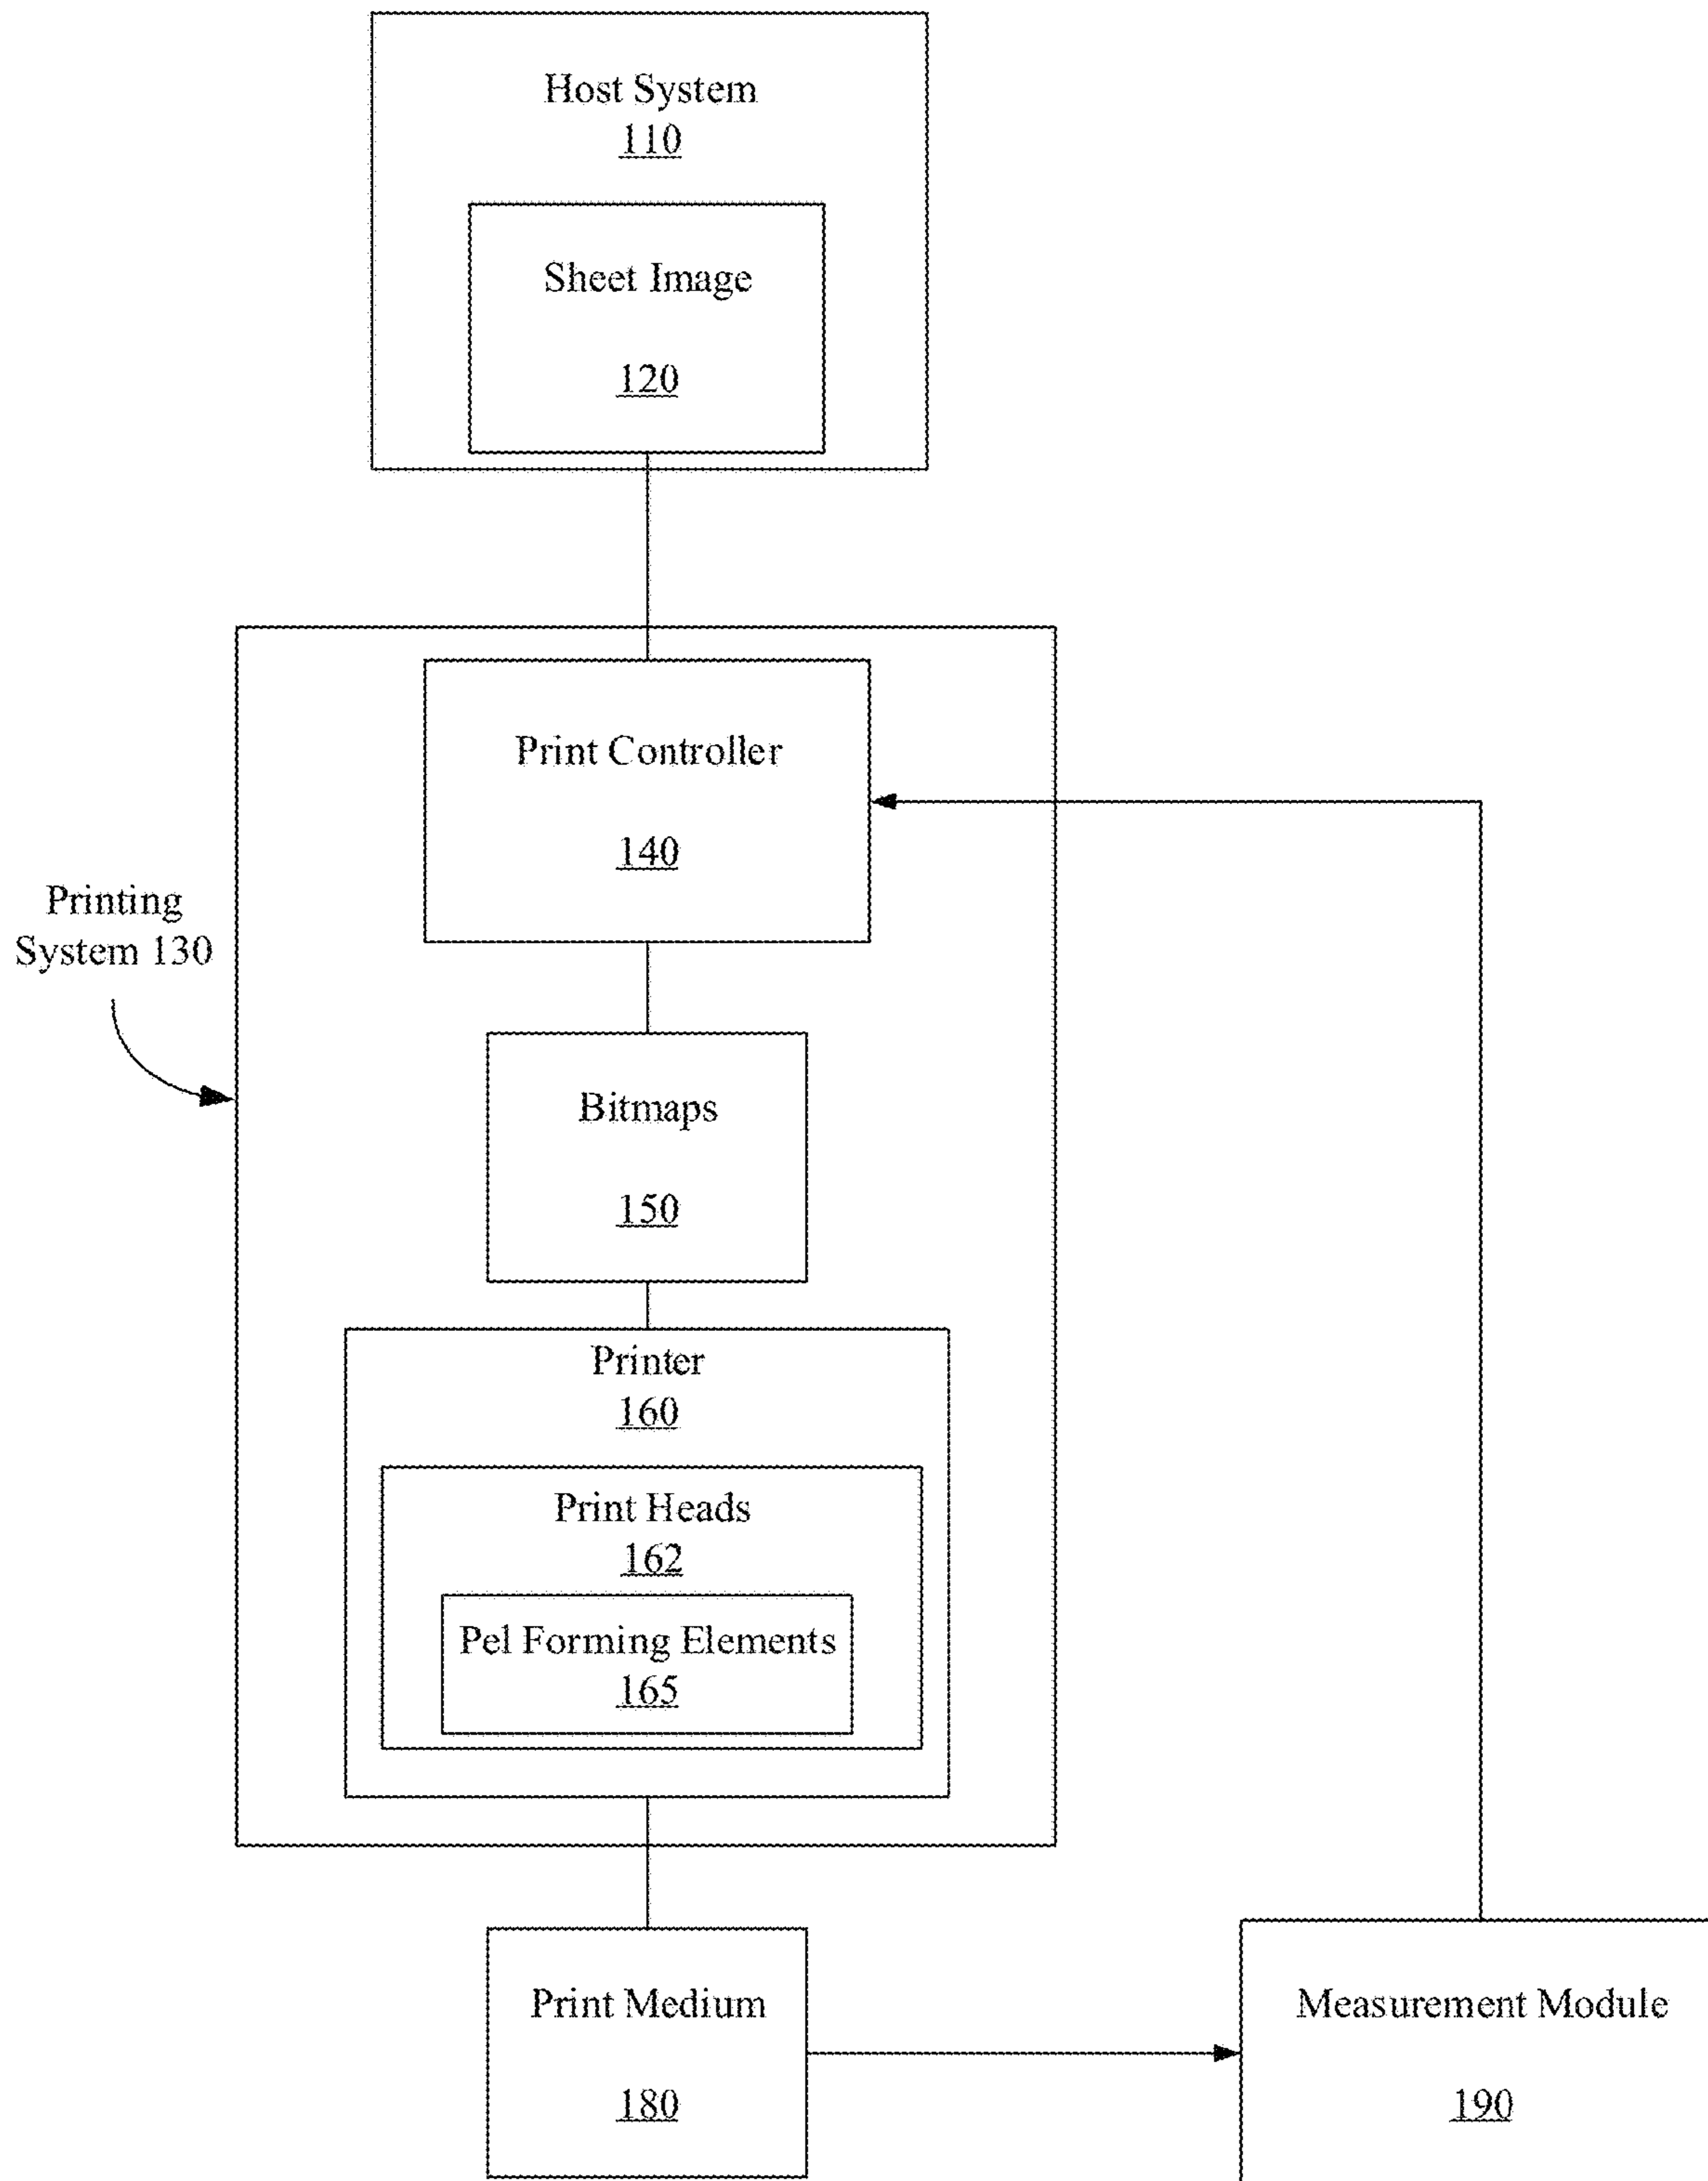 Host System
110
Sheet Image
120
Print Controller
140
Printing
System 130
Bitmaps
150
Printer
160
Print Heads
162
Pel Forming Elements
165
Print Medium
180
Measurement Module
190